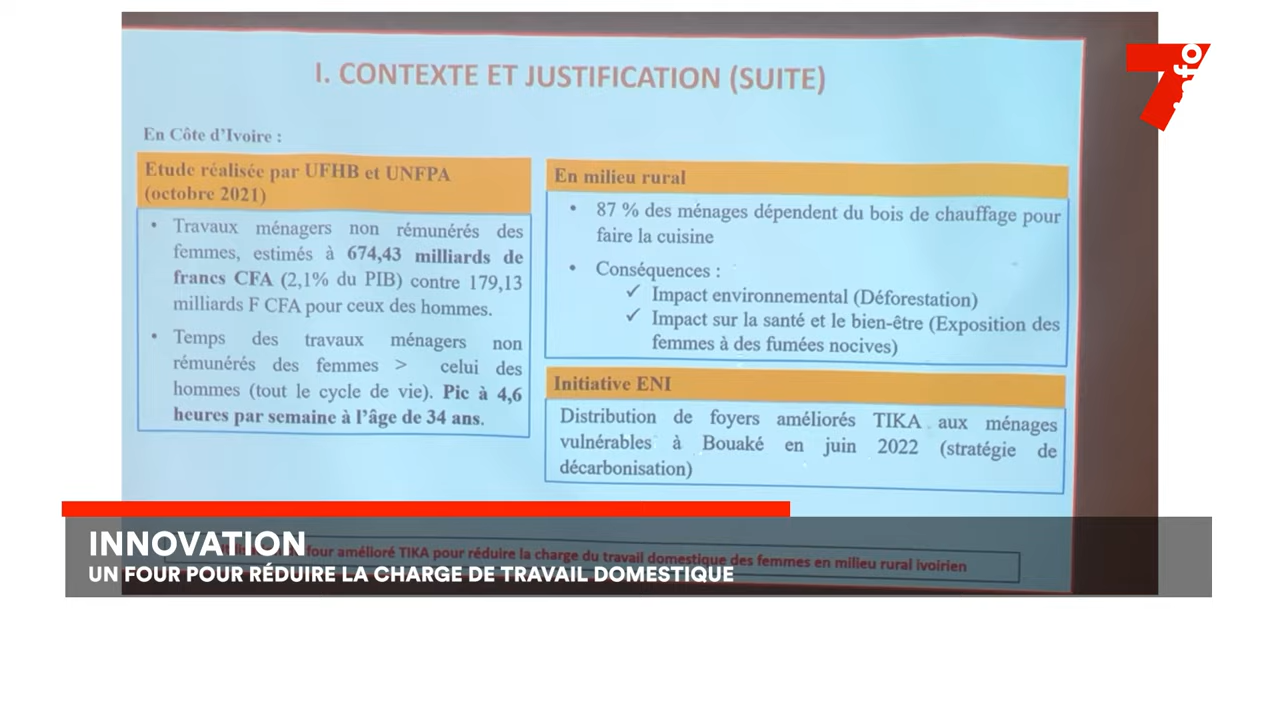 I. CONTEXTE ET JUSTIFICATION (SUITE)
En Côte d'Ivoire :
Etude réalisée par UFHB et UNFPA
(octobre 2021)
• Travaux ménagers non rémunérés des
femmes, estimés à 674,43 milliards de
francs CFA (2,1% du PIB) contre 179,13
milliards F CFA pour ceux des hommes.
• Temps des travaux ménagers non
rémunérés des femmes > celui des
hommes (tout le cycle de vie). Pic à 4,6
heures par semaine à l'âge de 34 ans.
En milieu rural
• 87 % des ménages dépendent du bois de chauffage pour
faire la cuisine
• Conséquences :
✓ Impact environnemental (Déforestation)
✓ Impact sur la santé et le bien-être (Exposition des
femmes à des fumées nocives)
Initiative ENI
Distribution de foyers améliorés TIKA aux ménages
vulnérables à Bouaké en juin 2022 (stratégie de
décarbonisation)
four amélioré TIKA pour réduire la charge du travail domestique des femmes en milieu rural ivoirien
INNOVATION
UN FOUR POUR RÉDUIRE LA CHARGE DE TRAVAIL DOMESTIQUE
7